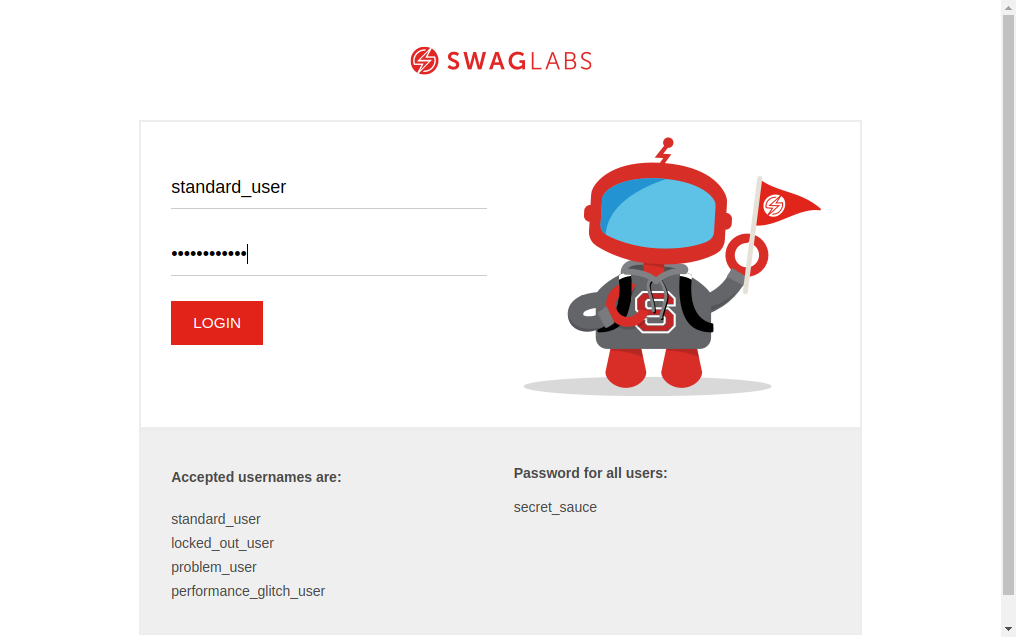 SWAGLABS
standard_user
••••••••••••
LOGIN
S
Accepted usernames are:
standard_user
locked_out_user
problem_user
performance_glitch_user
Password for all users:
secret_sauce